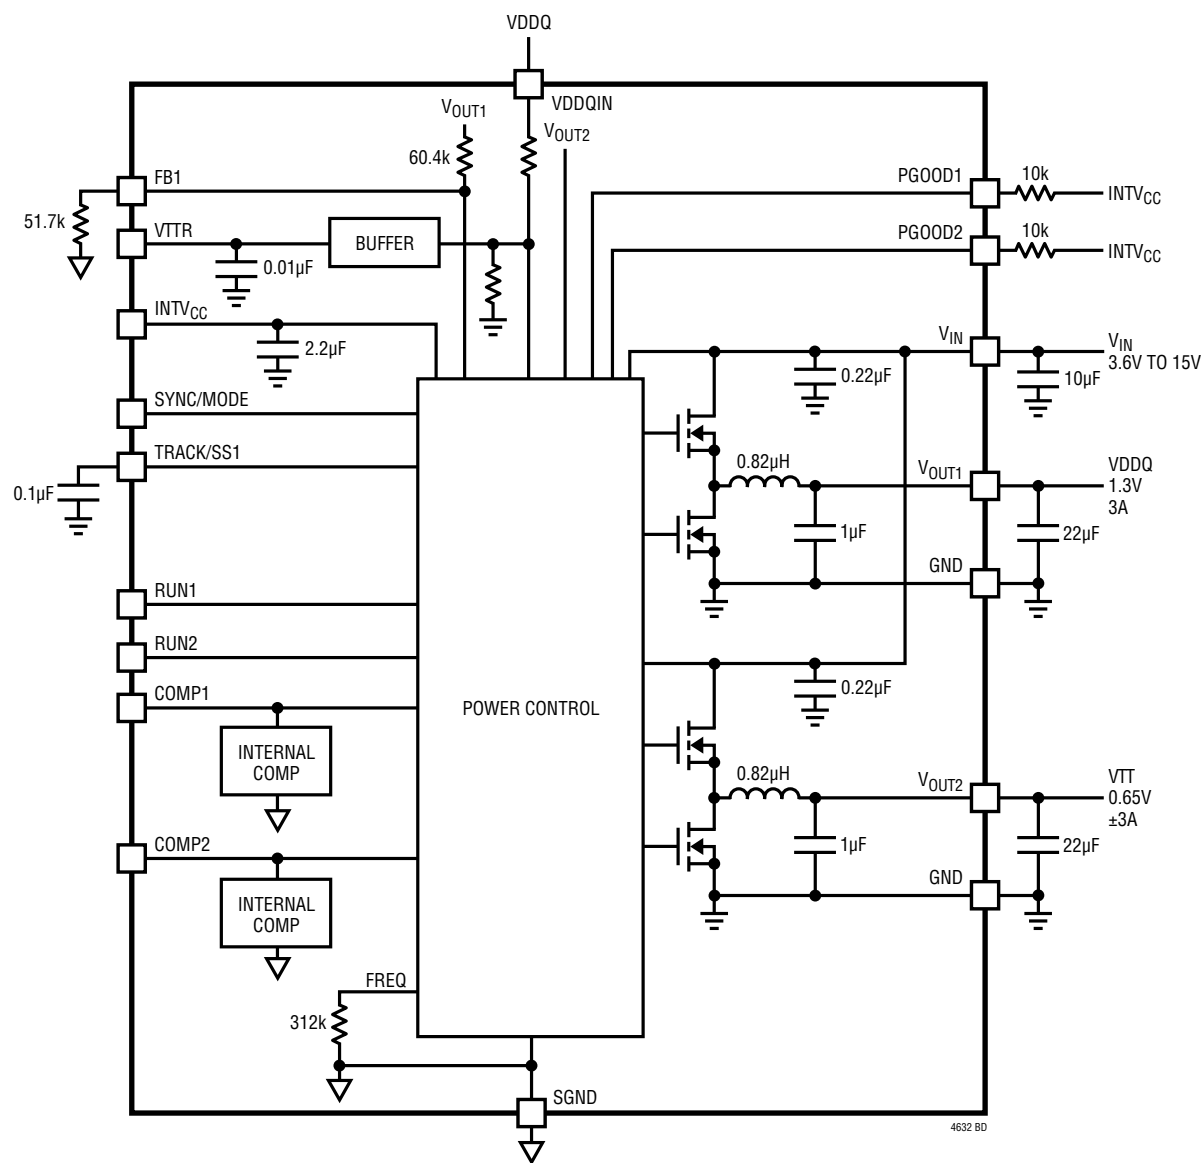 VDDQ
VDDQIN
VOUT1
VOUT2
60.4k
FB1
PGOOD1
10k
INTVCC
51.7k
VTTR
BUFFER
PGOOD2
10k
INTVCC
0.01µF
INTVCC
2.2µF
VIN
VIN
3.6V TO 15V
0.22µF
10µF
SYNC/MODE
TRACK/SS1
0.1µF
0.82µH
VOUT1
VDDQ
1.3V
3A
1µF
22µF
GND
RUN1
RUN2
COMP1
POWER CONTROL
0.22µF
INTERNAL
COMP
0.82µH
VOUT2
VTT
0.65V
±3A
COMP2
1µF
22µF
GND
INTERNAL
COMP
FREQ
312k
SGND
4632 BD